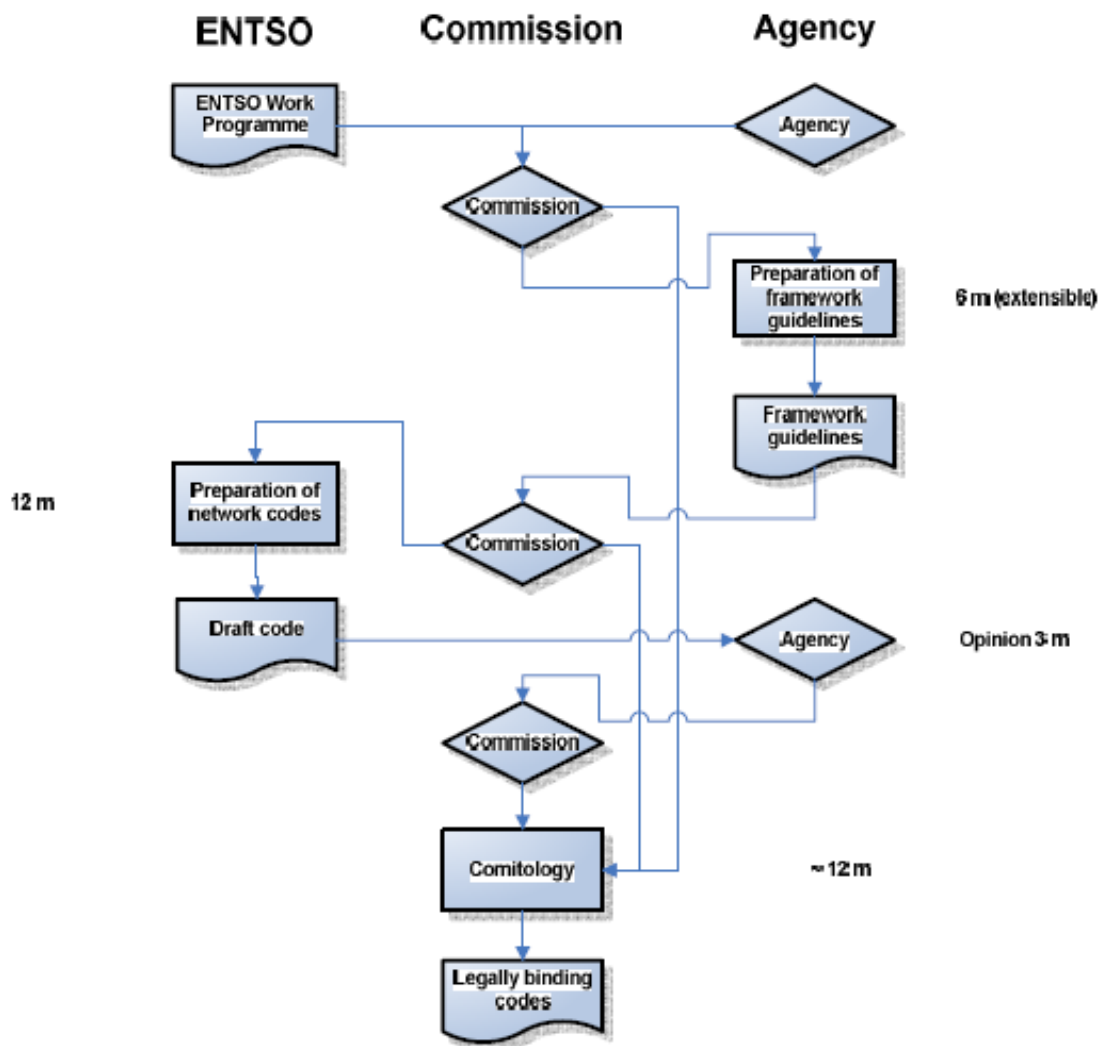 ENTSO
Commission
Agency
ENTSO Work
Programme
Agency
Commission
Preparation of
framework
guidelines
6 m (extensible)
Framework
guidelines
12 m
Preparation of
network codes
Commission
Draft code
Agency
Opinion 3 m
Commission
Comitology
~ 12 m
Legally binding
codes